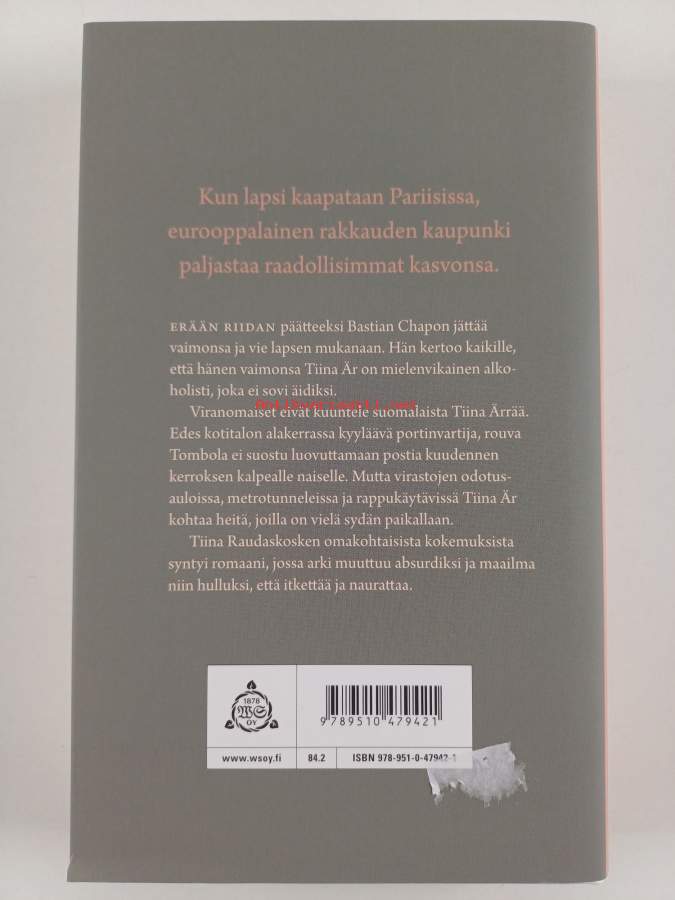 Kun lapsi kaapataan Pariisissa,
eurooppalainen rakkauden kaupunki
paljastaa raadollisimmat kasvonsa.
ERÄÄN RIIDAN päätteeksi Bastian Chapon jättää
vaimonsa ja vie lapsen mukanaan. Hän kertoo kaikille,
että hänen vaimonsa Tiina Är on mielenvikainen alko-
holisti, joka ei sovi äidiksi.
Viranomaiset eivät kuuntele suomalaista Tiina Ärrää.
Edes kotitalon alakerrassa kyyläävä portinvartija, rouva
Tombola ei suostu luovuttamaan postia kuudennen
kerroksen kalpealle naiselle. Mutta virastojen odotus-
auloissa, metrotunneleissa ja rappukäytävissä Tiina Är
kohtaa heitä, joilla on vielä sydän paikallaan.
Tiina Raudaskosken omakohtaisista kokemuksista
syntyi romaani, jossa arki muuttuu absurdiksi ja maailma
niin hulluksi, että itkettää ja naurattaa.
1878
WS
OY
9 789510 479421
www.wsoy.fi
84.2
ISBN 978-951-0-47942-1